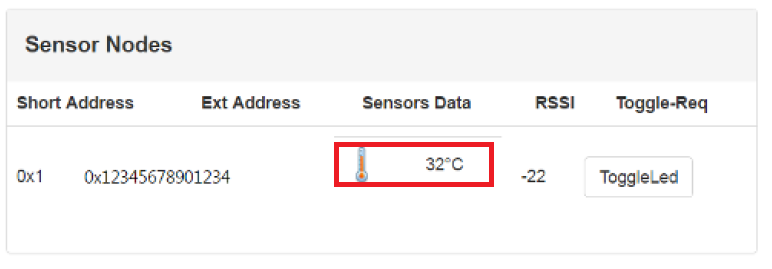 Sensor Nodes
Short Address Ext Address Sensors Data RSSI Toggle-Req
0x1 0x12345678901234 32°C -22 ToggleLed